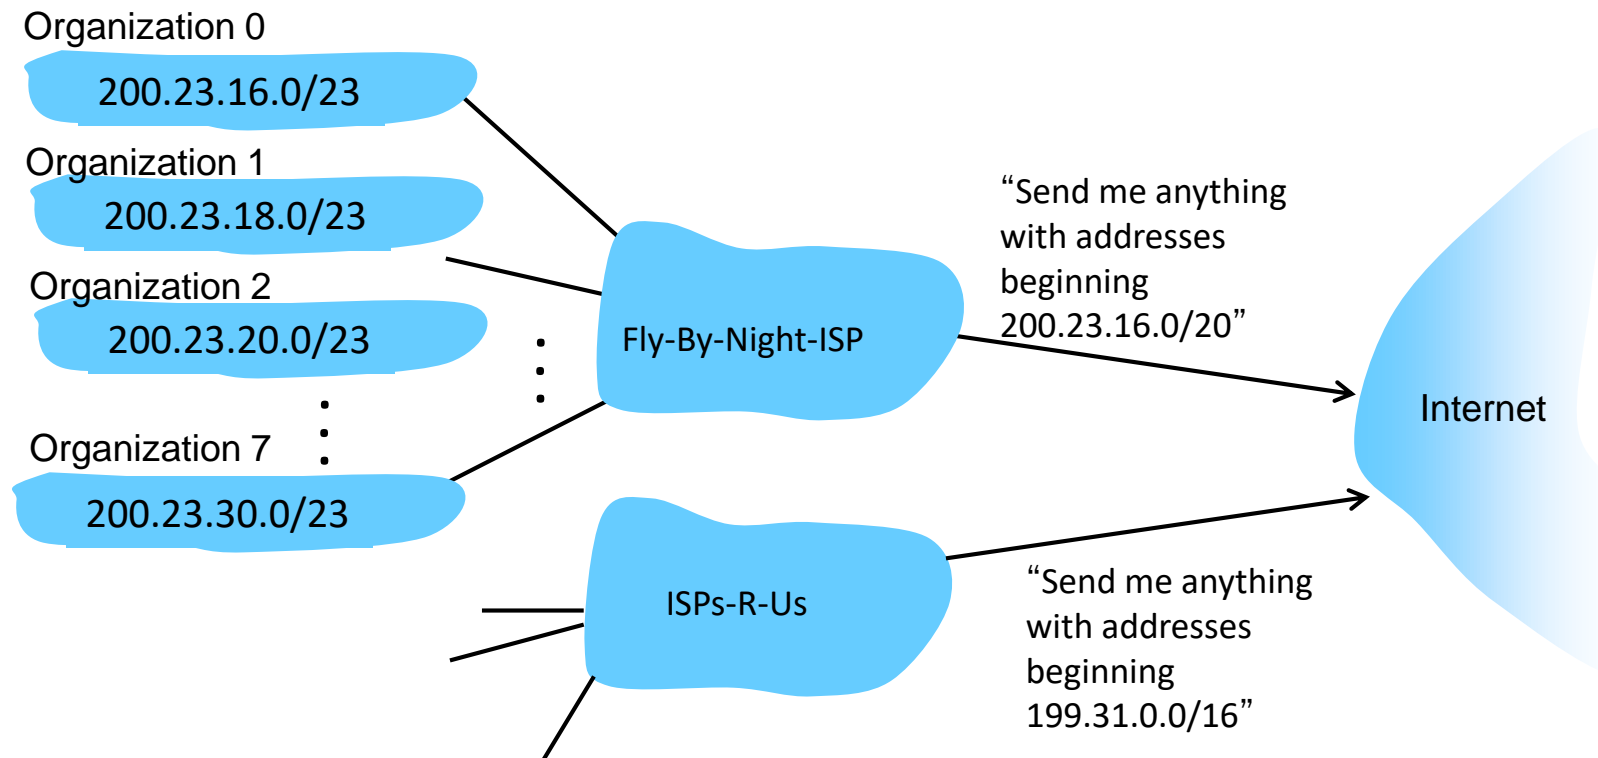 Organization 0
200.23.16.0/23
Organization 1
200.23.18.0/23
Organization 2
200.23.20.0/23
Organization 7
200.23.30.0/23
Fly-By-Night-ISP
“Send me anything
with addresses
beginning
200.23.16.0/20”
Internet
ISPs-R-Us
“Send me anything
with addresses
beginning
199.31.0.0/16”